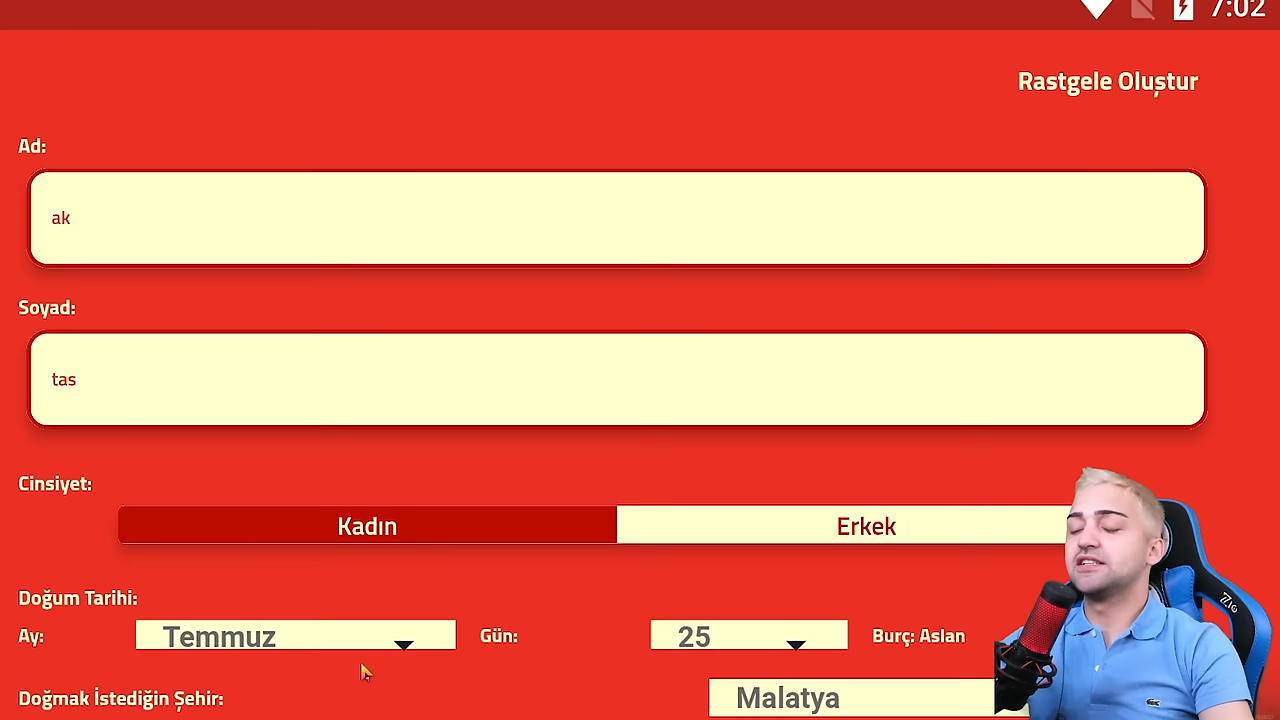 7:02
Rastgele Oluştur
Ad:
ak
Soyad:
tas
Cinsiyet:
Kadın Erkek
Doğum Tarihi:
Ay: Temmuz Gün: 25 Burç: Aslan
Doğmak İstediğin Şehir: Malatya